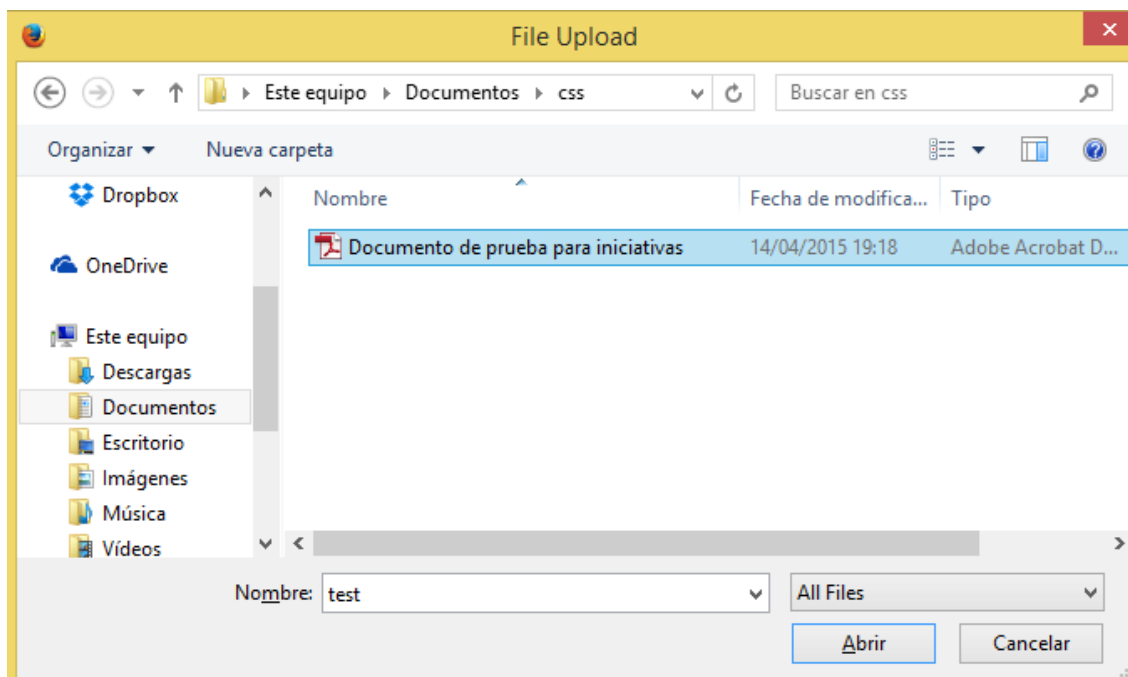 File Upload
Este equipo Documentos css
Buscar en css
Organizar
Nueva carpeta
Dropbox
OneDrive
Este equipo
Descargas
Documentos
Escritorio
Imágenes
Música
Vídeos
Nombre Fecha de modifica... Tipo
Documento de prueba para iniciativas 14/04/2015 19:18 Adobe Acrobat D...
Nombre: test
All Files
Abrir Cancelar